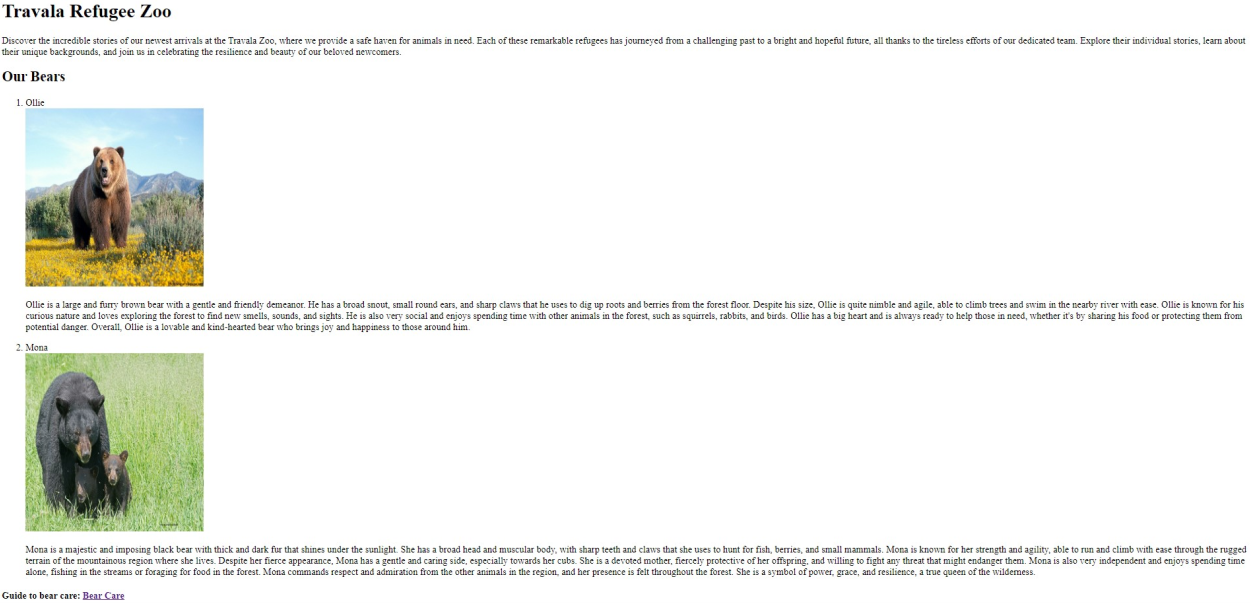 Travala Refugee Zoo
Discover the incredible stories of our newest arrivals at the Travala Zoo, where we provide a safe haven for animals in need. Each of these remarkable refugees has journeyed from a challenging past to a bright and hopeful future, all thanks to the tireless efforts of our dedicated team. Explore their individual stories, learn about
their unique backgrounds, and join us in celebrating the resilience and beauty of our beloved newcomers.
Our Bears
1. Ollie
Ollie is a large and furry brown bear with a gentle and friendly demeanor. He has a broad snout, small round ears, and sharp claws that he uses to dig up roots and berries from the forest floor. Despite his size, Ollie is quite nimble and agile, able to climb trees and swim in the nearby river with ease. Ollie is known for his
curious nature and loves exploring the forest to find new smells, sounds, and sights. He is also very social and enjoys spending time with other animals in the forest, such as squirrels, rabbits, and birds. Ollie has a big heart and is always ready to help those in need, whether it's by sharing his food or protecting them from
potential danger. Overall, Ollie is a lovable and kind-hearted bear who brings joy and happiness to those around him.
2. Mona
Mona is a majestic and imposing black bear with thick and dark fur that shines under the sunlight. She has a broad head and muscular body, with sharp teeth and claws that she uses to hunt for fish, berries, and small mammals. Mona is known for her strength and agility, able to run and climb with ease through the rugged
terrain of the mountainous region where she lives. Despite her fierce appearance, Mona has a gentle and caring side, especially towards her cubs. She is a devoted mother, fiercely protective of her offspring, and willing to fight any threat that might endanger them. Mona is also very independent and enjoys spending time
alone, fishing in the streams or foraging for food in the forest. Mona commands respect and admiration from the other animals in the region, and her presence is felt throughout the forest. She is a symbol of power, grace, and resilience, a true queen of the wilderness.
Guide to bear care: Bear Care